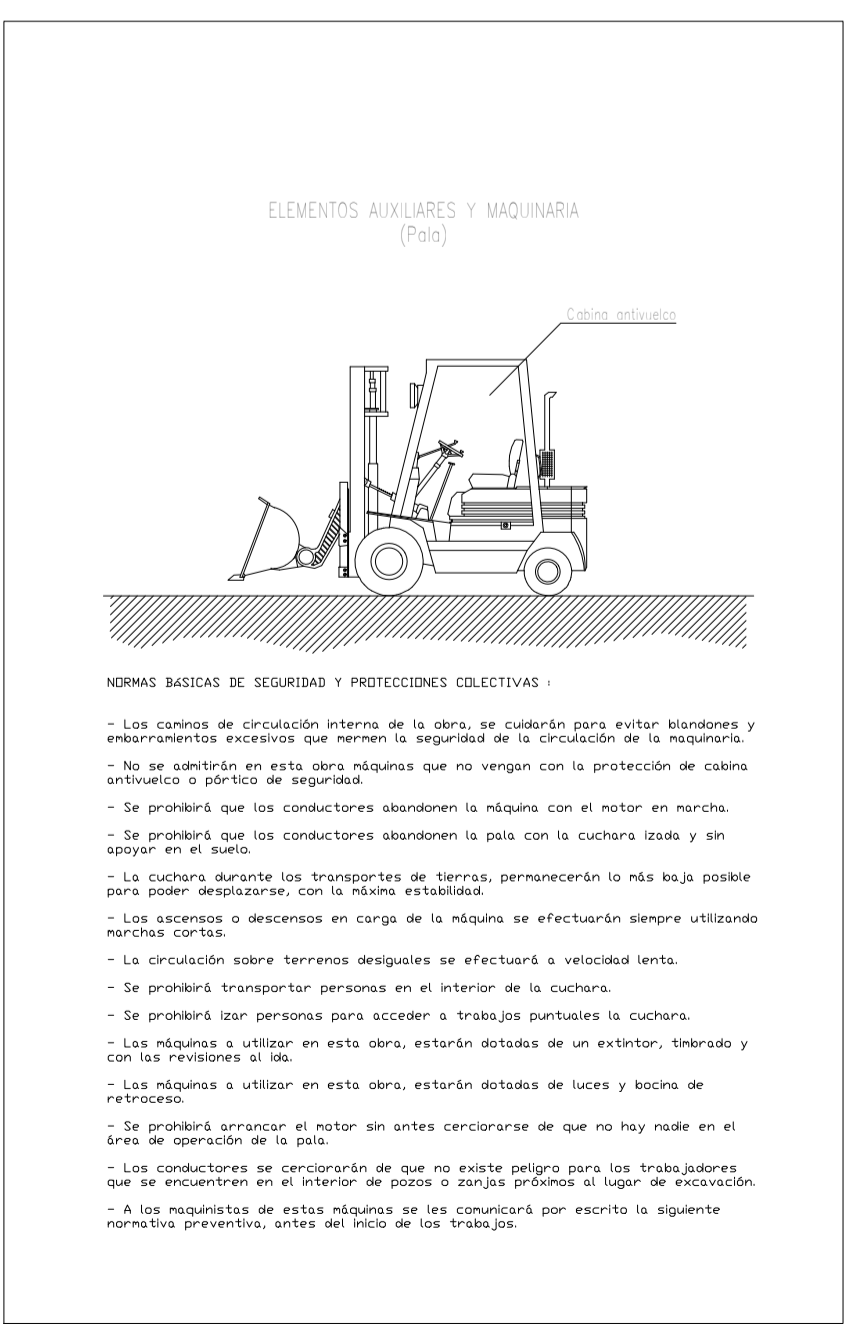 ELEMENTOS AUXILIARES Y MAQUINARIA
(Pala)
Cabina antivuelco
NORMAS BáSICAS DE SEGURIDAD Y PROTECCIONES COLECTIVAS :
- Los caminos de circulación interna de la obra, se cuidarán para evitar blandones y
embarramientos excesivos que mermen la seguridad de la circulación de la maquinaria.
- No se admitirán en esta obra máquinas que no vengan con la protección de cabina
antivuelco o pórtico de seguridad.
- Se prohibirá que los conductores abandonen la máquina con el motor en marcha.
- Se prohibirá que los conductores abandonen la pala con la cuchara izada y sin
apoyar en el suelo.
- La cuchara durante los transportes de tierras, permanecerán lo más baja posible
para poder desplazarse, con la máxima estabilidad.
- Los ascensos o descensos en carga de la máquina se efectuarán siempre utilizando
marchas cortas.
- La circulación sobre terrenos desiguales se efectuará a velocidad lenta.
- Se prohibirá transportar personas en el interior de la cuchara.
- Se prohibirá izar personas para acceder a trabajos puntuales la cuchara.
- Las máquinas a utilizar en esta obra, estarán dotadas de un extintor, timbrado y
con las revisiones al ida.
- Las máquinas a utilizar en esta obra, estarán dotadas de luces y bocina de
retroceso.
- Se prohibirá arrancar el motor sin antes cerciorarse de que no hay nadie en el
área de operación de la pala.
- Los conductores se cerciorarán de que no existe peligro para los trabajadores
que se encuentren en el interior de pozos o zanjas próximos al lugar de excavación.
- A los maquinistas de estas máquinas se les comunicará por escrito la siguiente
normativa preventiva, antes del inicio de los trabajos.